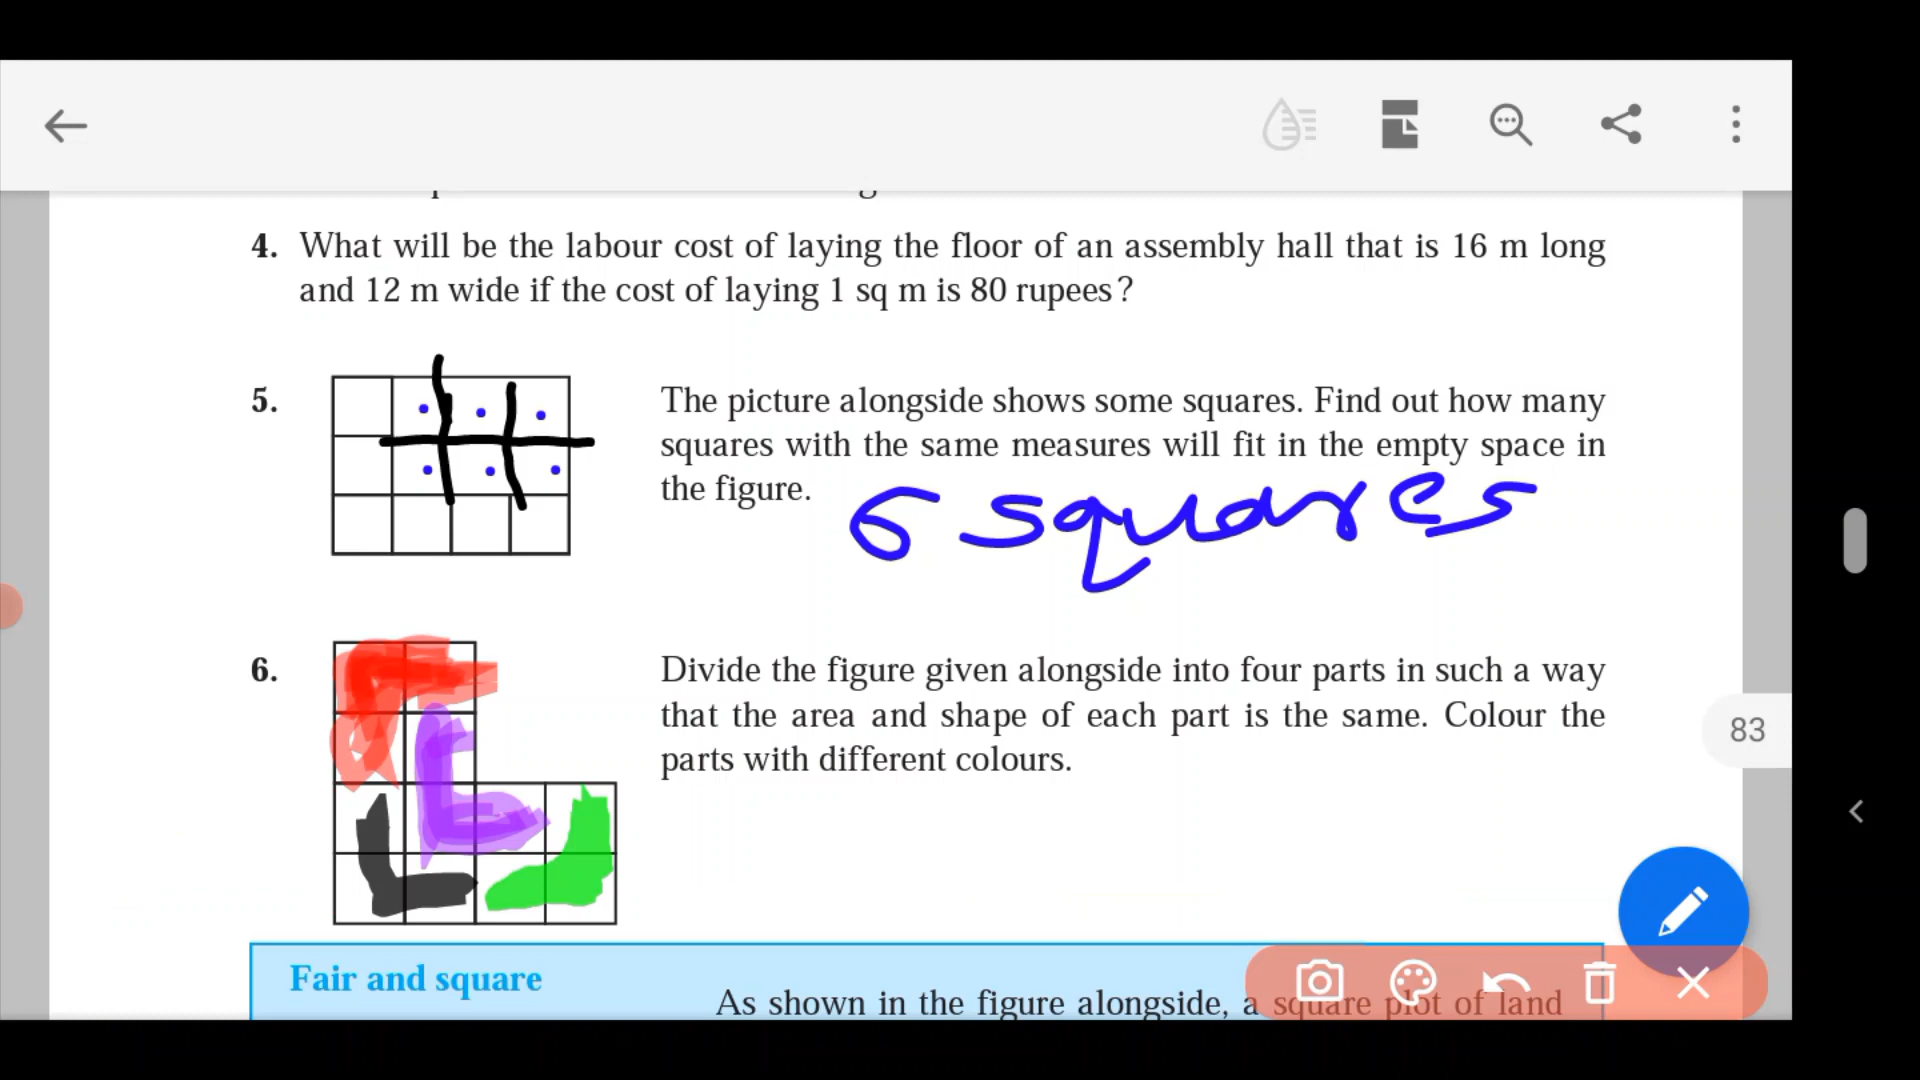 4. What will be the labour cost of laying the floor of an assembly hall that is 16 m long
and 12 m wide if the cost of laying 1 sq m is 80 rupees?
5. The picture alongside shows some squares. Find out how many
squares with the same measures will fit in the empty space in
the figure.
6 squares
6. Divide the figure given alongside into four parts in such a way
that the area and shape of each part is the same. Colour the
parts with different colours.
83
Fair and square
As shown in the figure alongside, a square plot of land